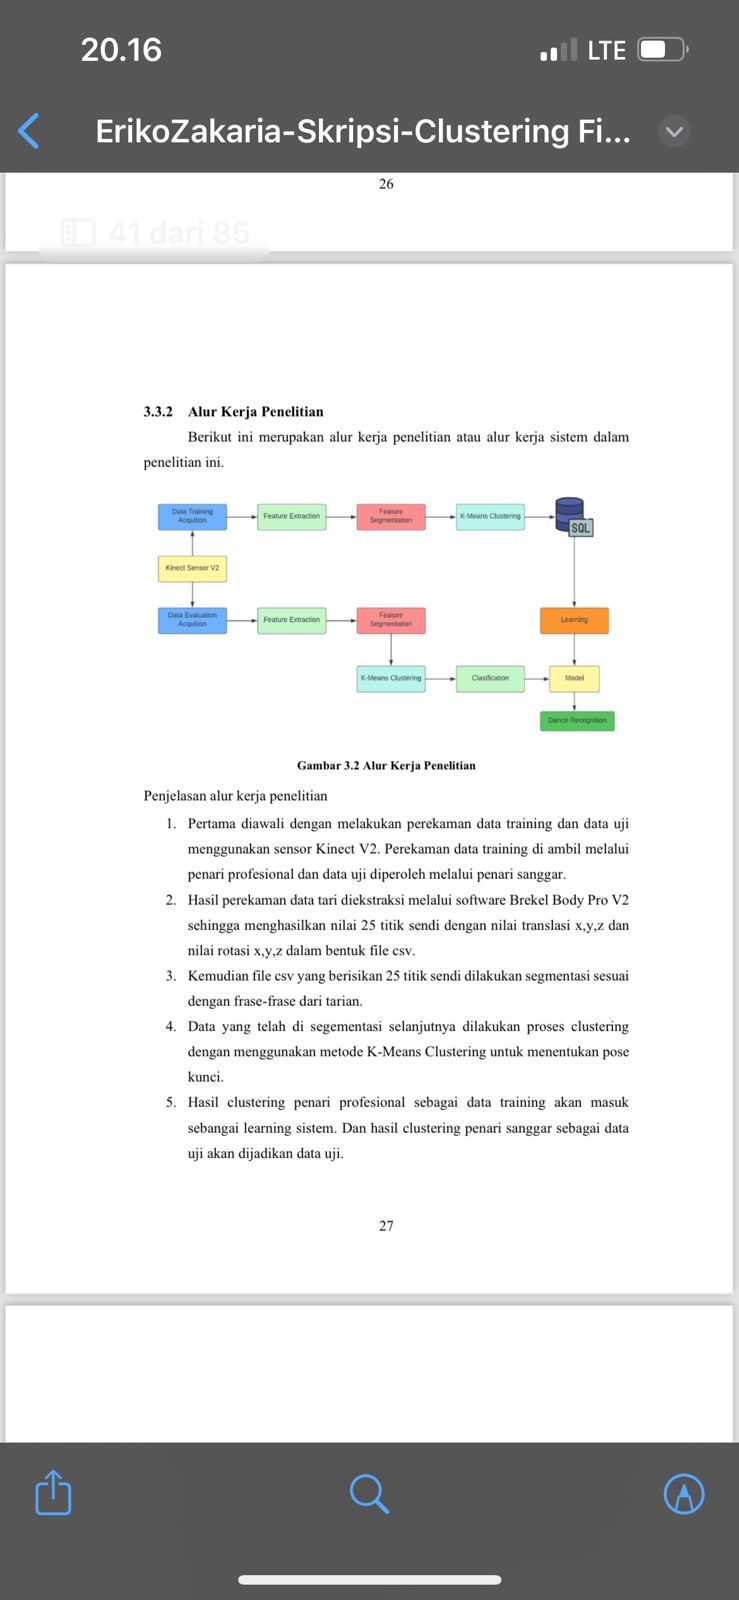 20.16
LTE
ErikoZakaria-Skripsi-Clustering Fi...
26
41 dari 85
3.3.2 Alur Kerja Penelitian
Berikut ini merupakan alur kerja penelitian atau alur kerja sistem dalam
penelitian ini.
Data Training
Acqution
Feature Extraction
Feature
Segmentation
K-Means Clustering
SQL
Kinect Sensor V2
Data Evaluation
Acqution
Feature Extraction
Feature
Segmentation
Learning
K-Means Clustering
Clasification
Model
Dance Recognition
Gambar 3.2 Alur Kerja Penelitian
Penjelasan alur kerja penelitian
1. Pertama diawali dengan melakukan perekaman data training dan data uji
menggunakan sensor Kinect V2. Perekaman data training di ambil melalui
penari profesional dan data uji diperoleh melalui penari sanggar.
2. Hasil perekaman data tari diekstraksi melalui software Brekel Body Pro V2
sehingga menghasilkan nilai 25 titik sendi dengan nilai translasi x,y,z dan
nilai rotasi x,y,z dalam bentuk file csv.
3. Kemudian file csv yang berisikan 25 titik sendi dilakukan segmentasi sesuai
dengan frase-frase dari tarian.
4. Data yang telah di segementasi selanjutnya dilakukan proses clustering
dengan menggunakan metode K-Means Clustering untuk menentukan pose
kunci.
5. Hasil clustering penari profesional sebagai data training akan masuk
sebangai learning sistem. Dan hasil clustering penari sanggar sebagai data
uji akan dijadikan data uji.
27